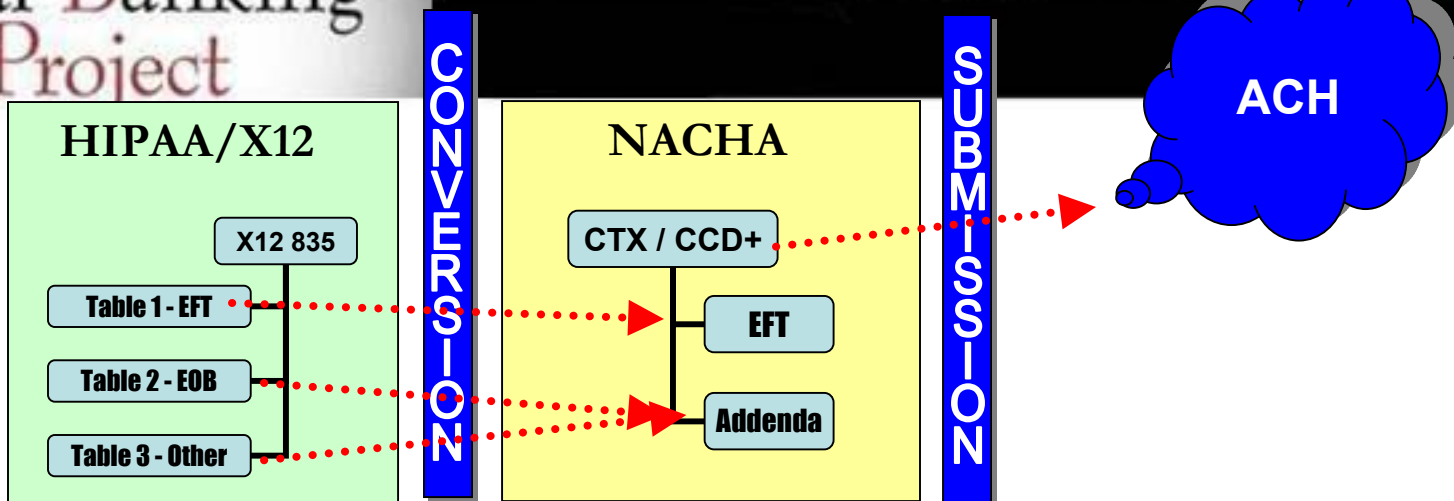 Banking
Project
CONVERSION
SUBMISSION
ACH
HIPAA/X12
X12 835
Table 1 - EFT
Table 2 - EOB
Table 3 - Other
NACHA
CTX / CCD+
EFT
Addenda